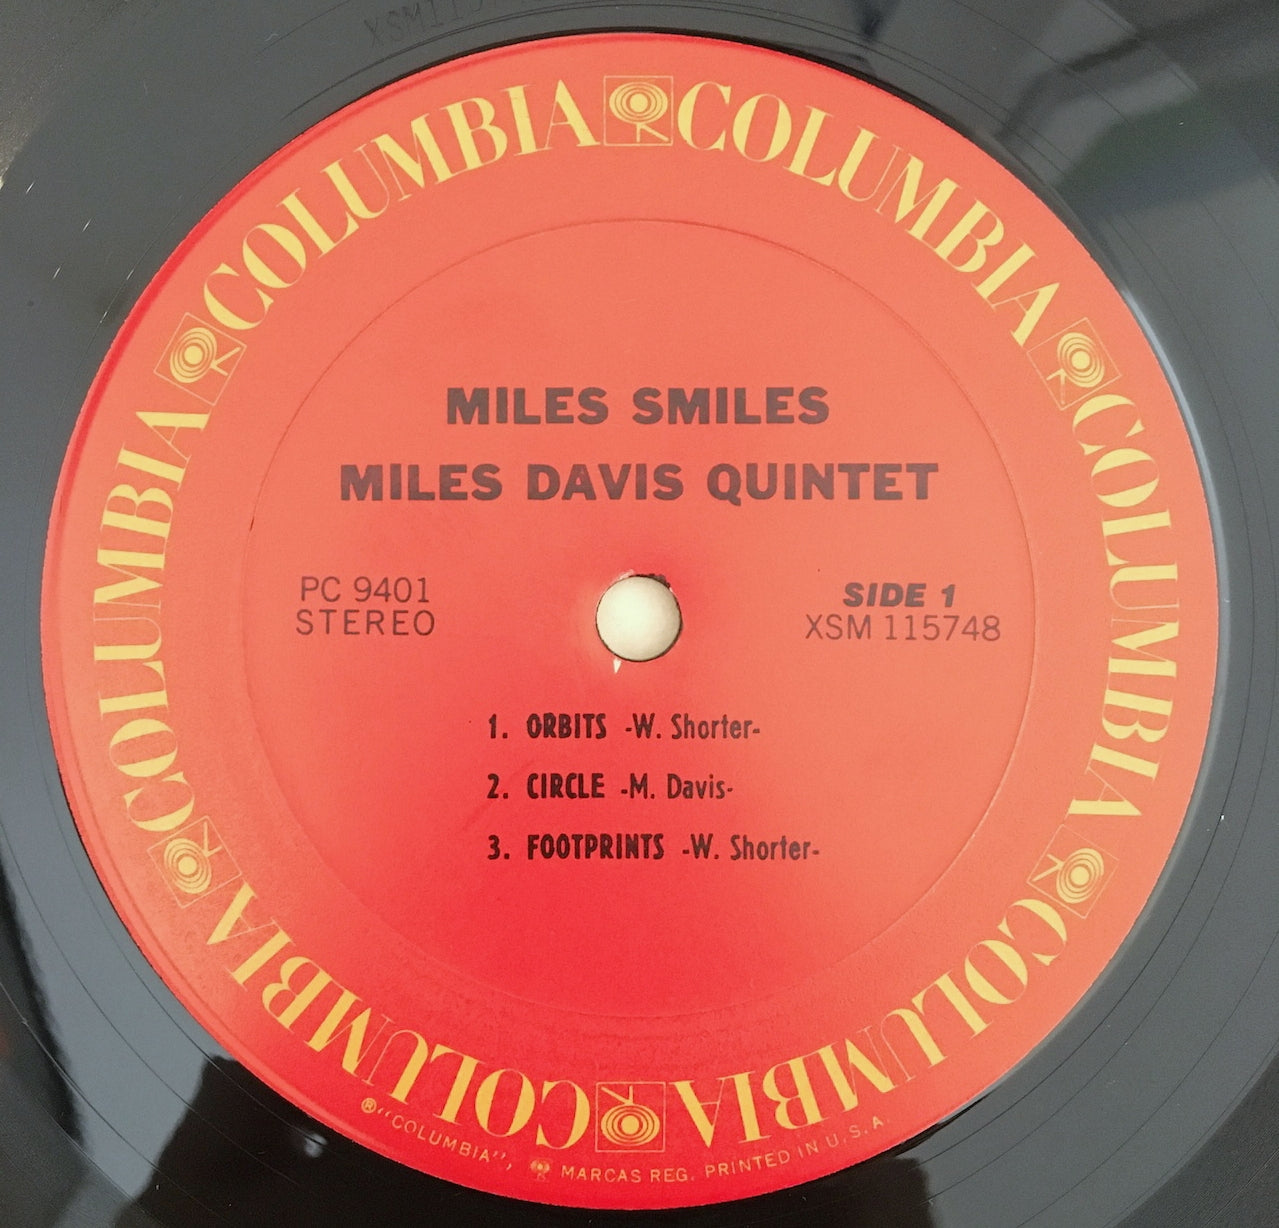 COLUMBIA COLUMBIA COLUMBIA COLUMBIA COLUMBIA COLUMBIA
MILES SMILES
MILES DAVIS QUINTET
PC 9401
STEREO
SIDE 1
XSM 115748
1. ORBITS -W. Shorter-
2. CIRCLE -M. Davis-
3. FOOTPRINTS -W. Shorter-
® "COLUMBIA", MARCAS REG. PRINTED IN U.S.A.